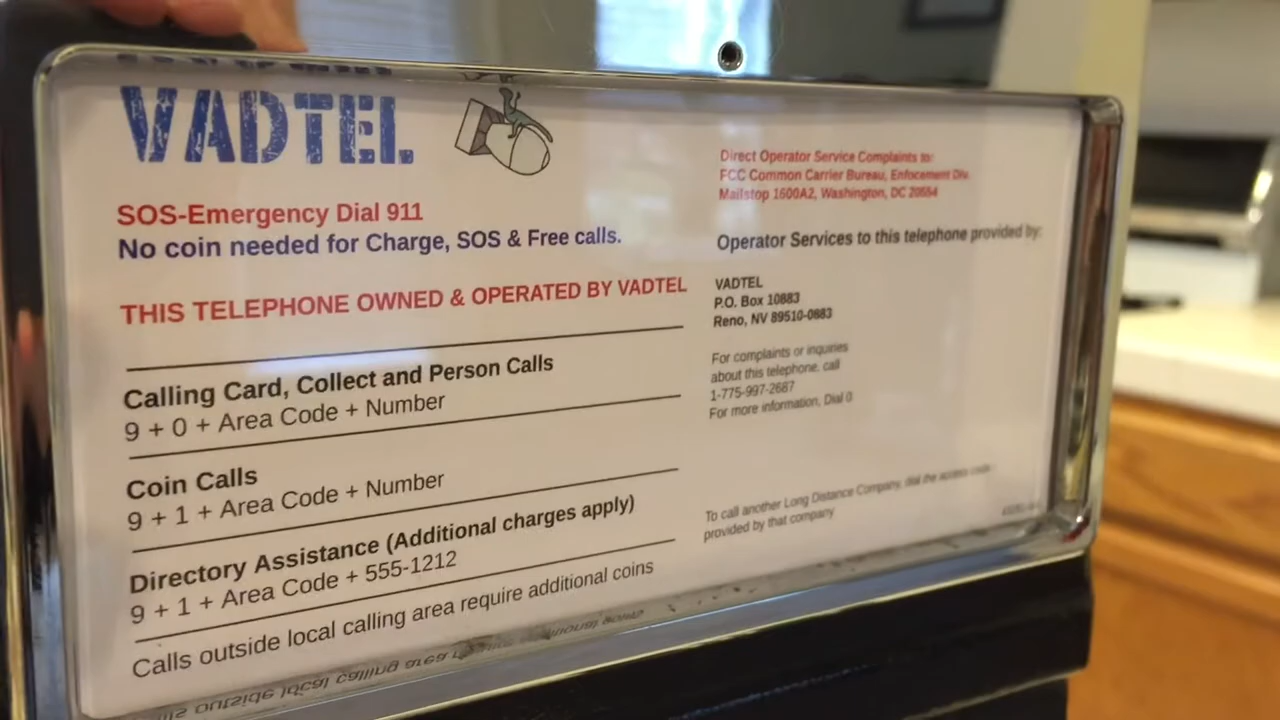 VADTEL
SOS-Emergency Dial 911
No coin needed for Charge, SOS & Free calls.
THIS TELEPHONE OWNED & OPERATED BY VADTEL
Calling Card, Collect and Person Calls
9 + 0 + Area Code + Number
Coin Calls
9 + 1 + Area Code + Number
Directory Assistance (Additional charges apply)
9 + 1 + Area Code + 555-1212
Calls outside local calling area require additional coins
Direct Operator Service Complaints to:
FCC Common Carrier Bureau, Enfocement Div.
Mailstop 1600A2, Washington, DC 20554
Operator Services to this telephone provided by:
VADTEL
P.O. Box 10883
Reno, NV 89510-0883
For complaints or inquiries
about this telephone, call
1-775-997-2687
For more information, Dial 0
To call another Long Distance Company, dial the access code
provided by that company